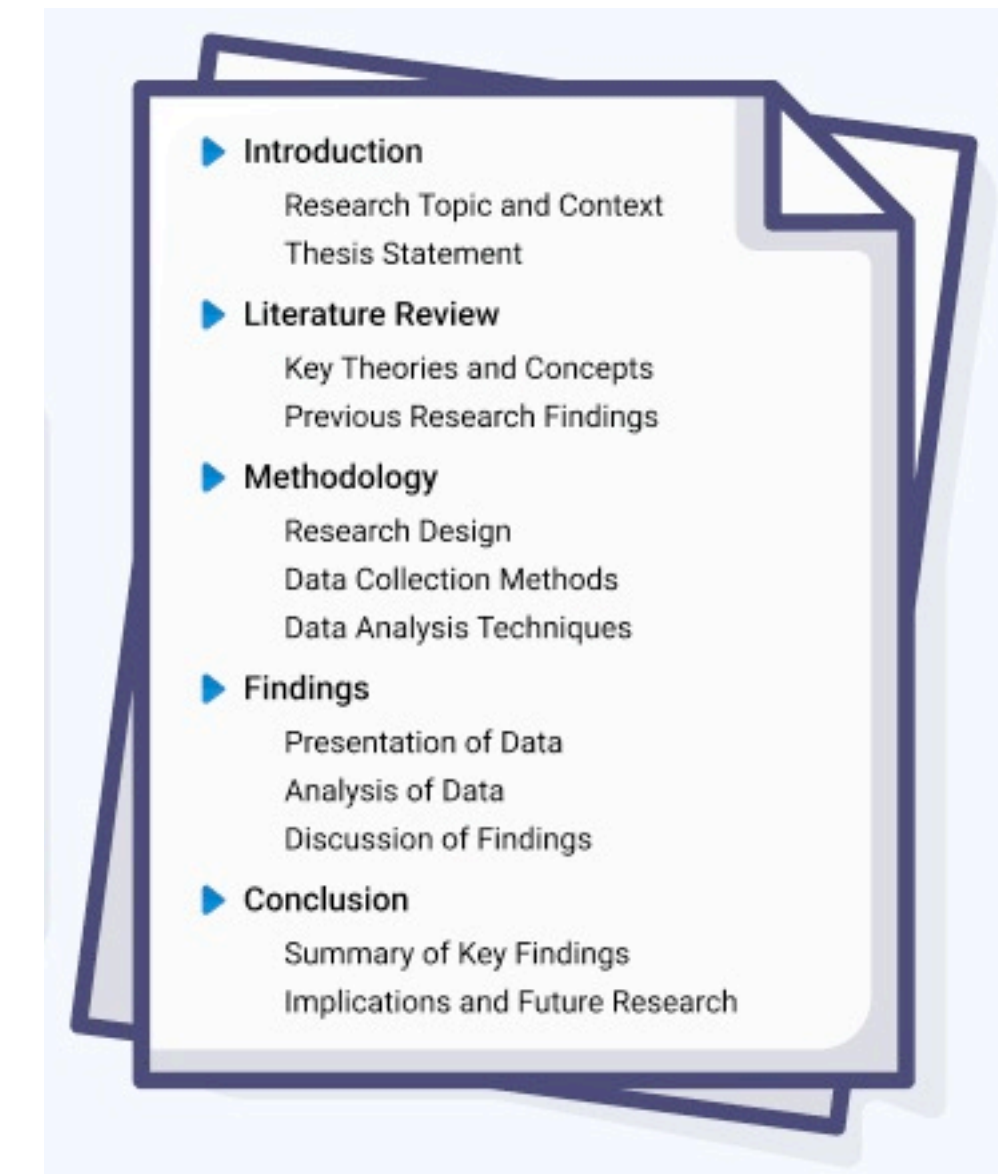 Introduction
Research Topic and Context
Thesis Statement
Literature Review
Key Theories and Concepts
Previous Research Findings
Methodology
Research Design
Data Collection Methods
Data Analysis Techniques
Findings
Presentation of Data
Analysis of Data
Discussion of Findings
Conclusion
Summary of Key Findings
Implications and Future Research